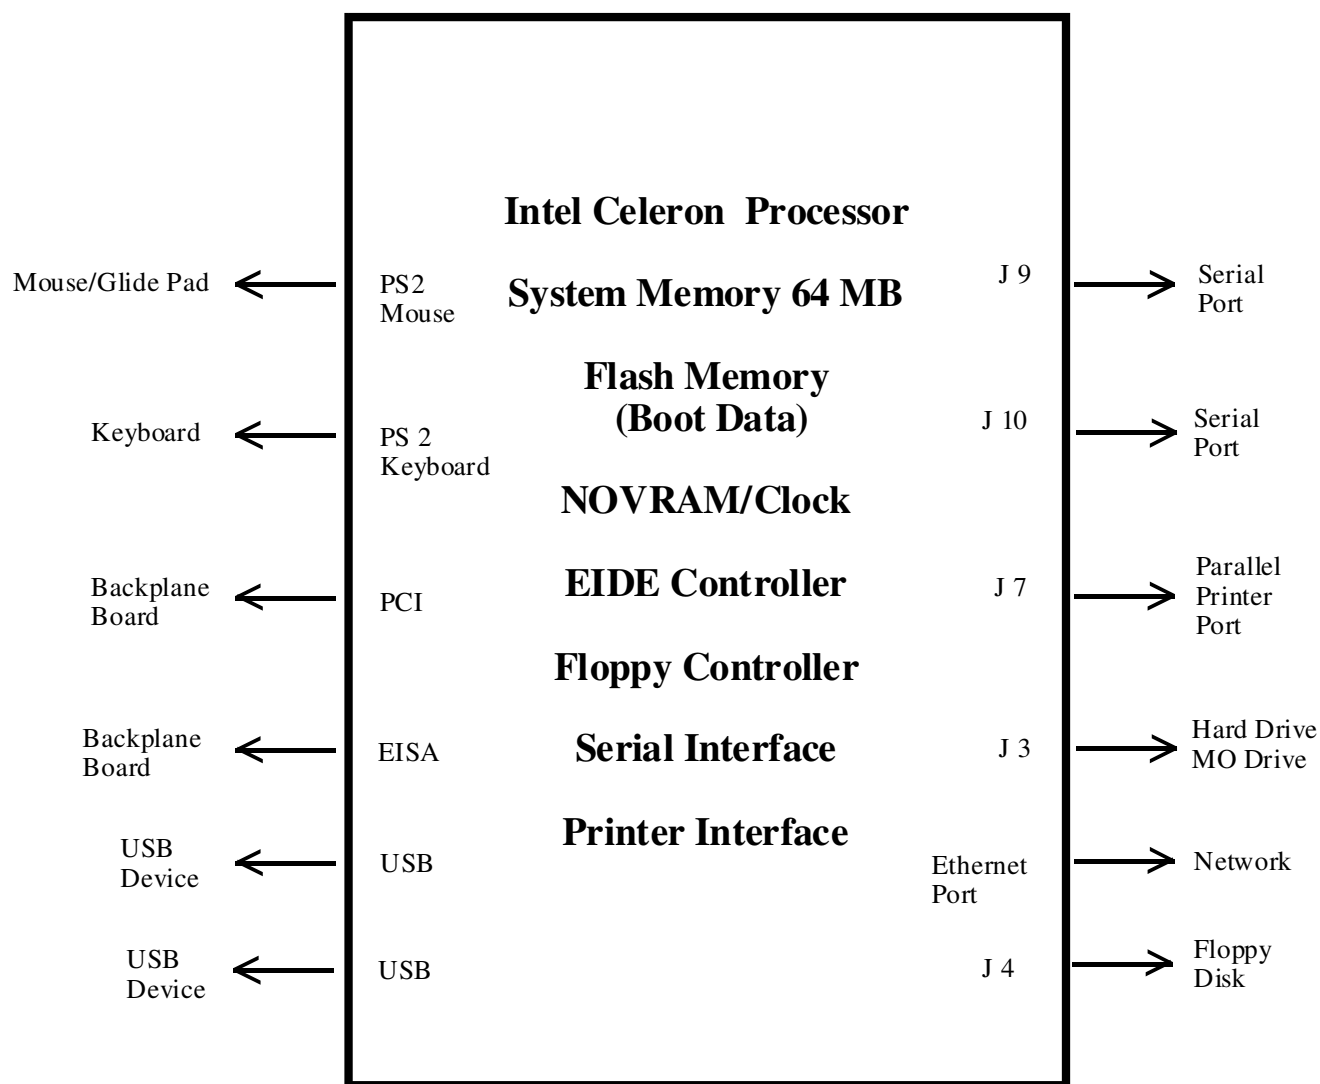 Intel Celeron Processor
Mouse/Glide Pad
PS2
Mouse
System Memory 64 MB
J 9
Serial
Port
Flash Memory
(Boot Data)
Keyboard
PS 2
Keyboard
J 10
Serial
Port
NOVRAM/Clock
Backplane
Board
PCI
EIDE Controller
J 7
Parallel
Printer
Port
Floppy Controller
Backplane
Board
EISA
Serial Interface
J 3
Hard Drive
MO Drive
Printer Interface
USB
Device
USB
Ethernet
Port
Network
USB
Device
USB
J 4
Floppy
Disk